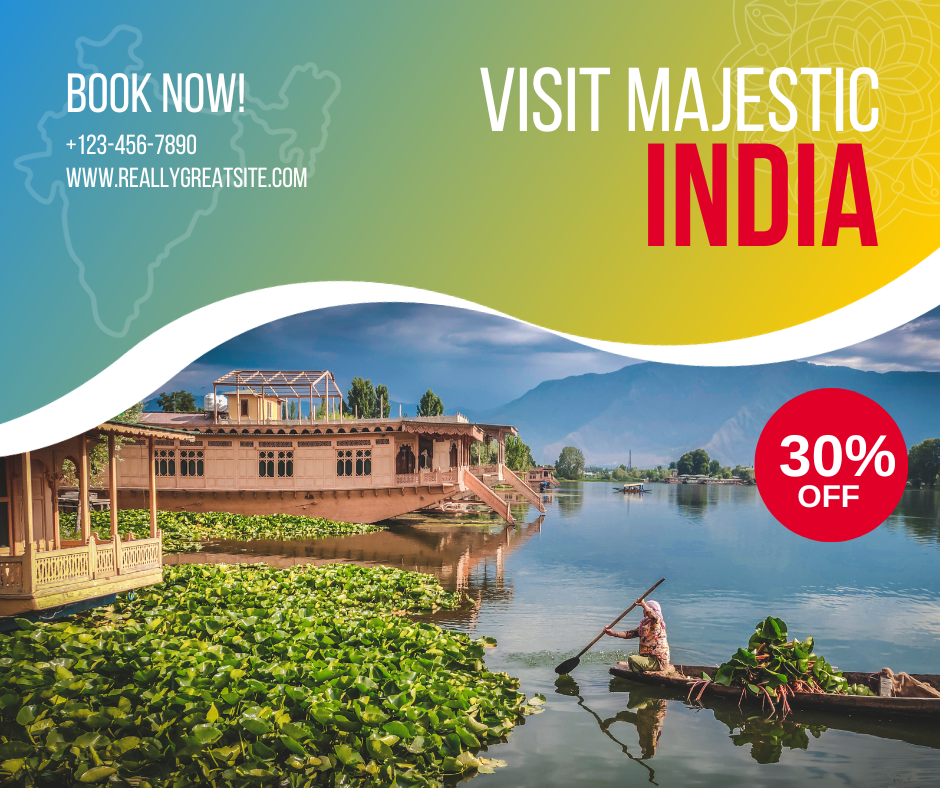 BOOK NOW!
+123-456-7890
WWW.REALLYGREATSITE.COM
VISIT MAJESTIC
INDIA
30%
OFF